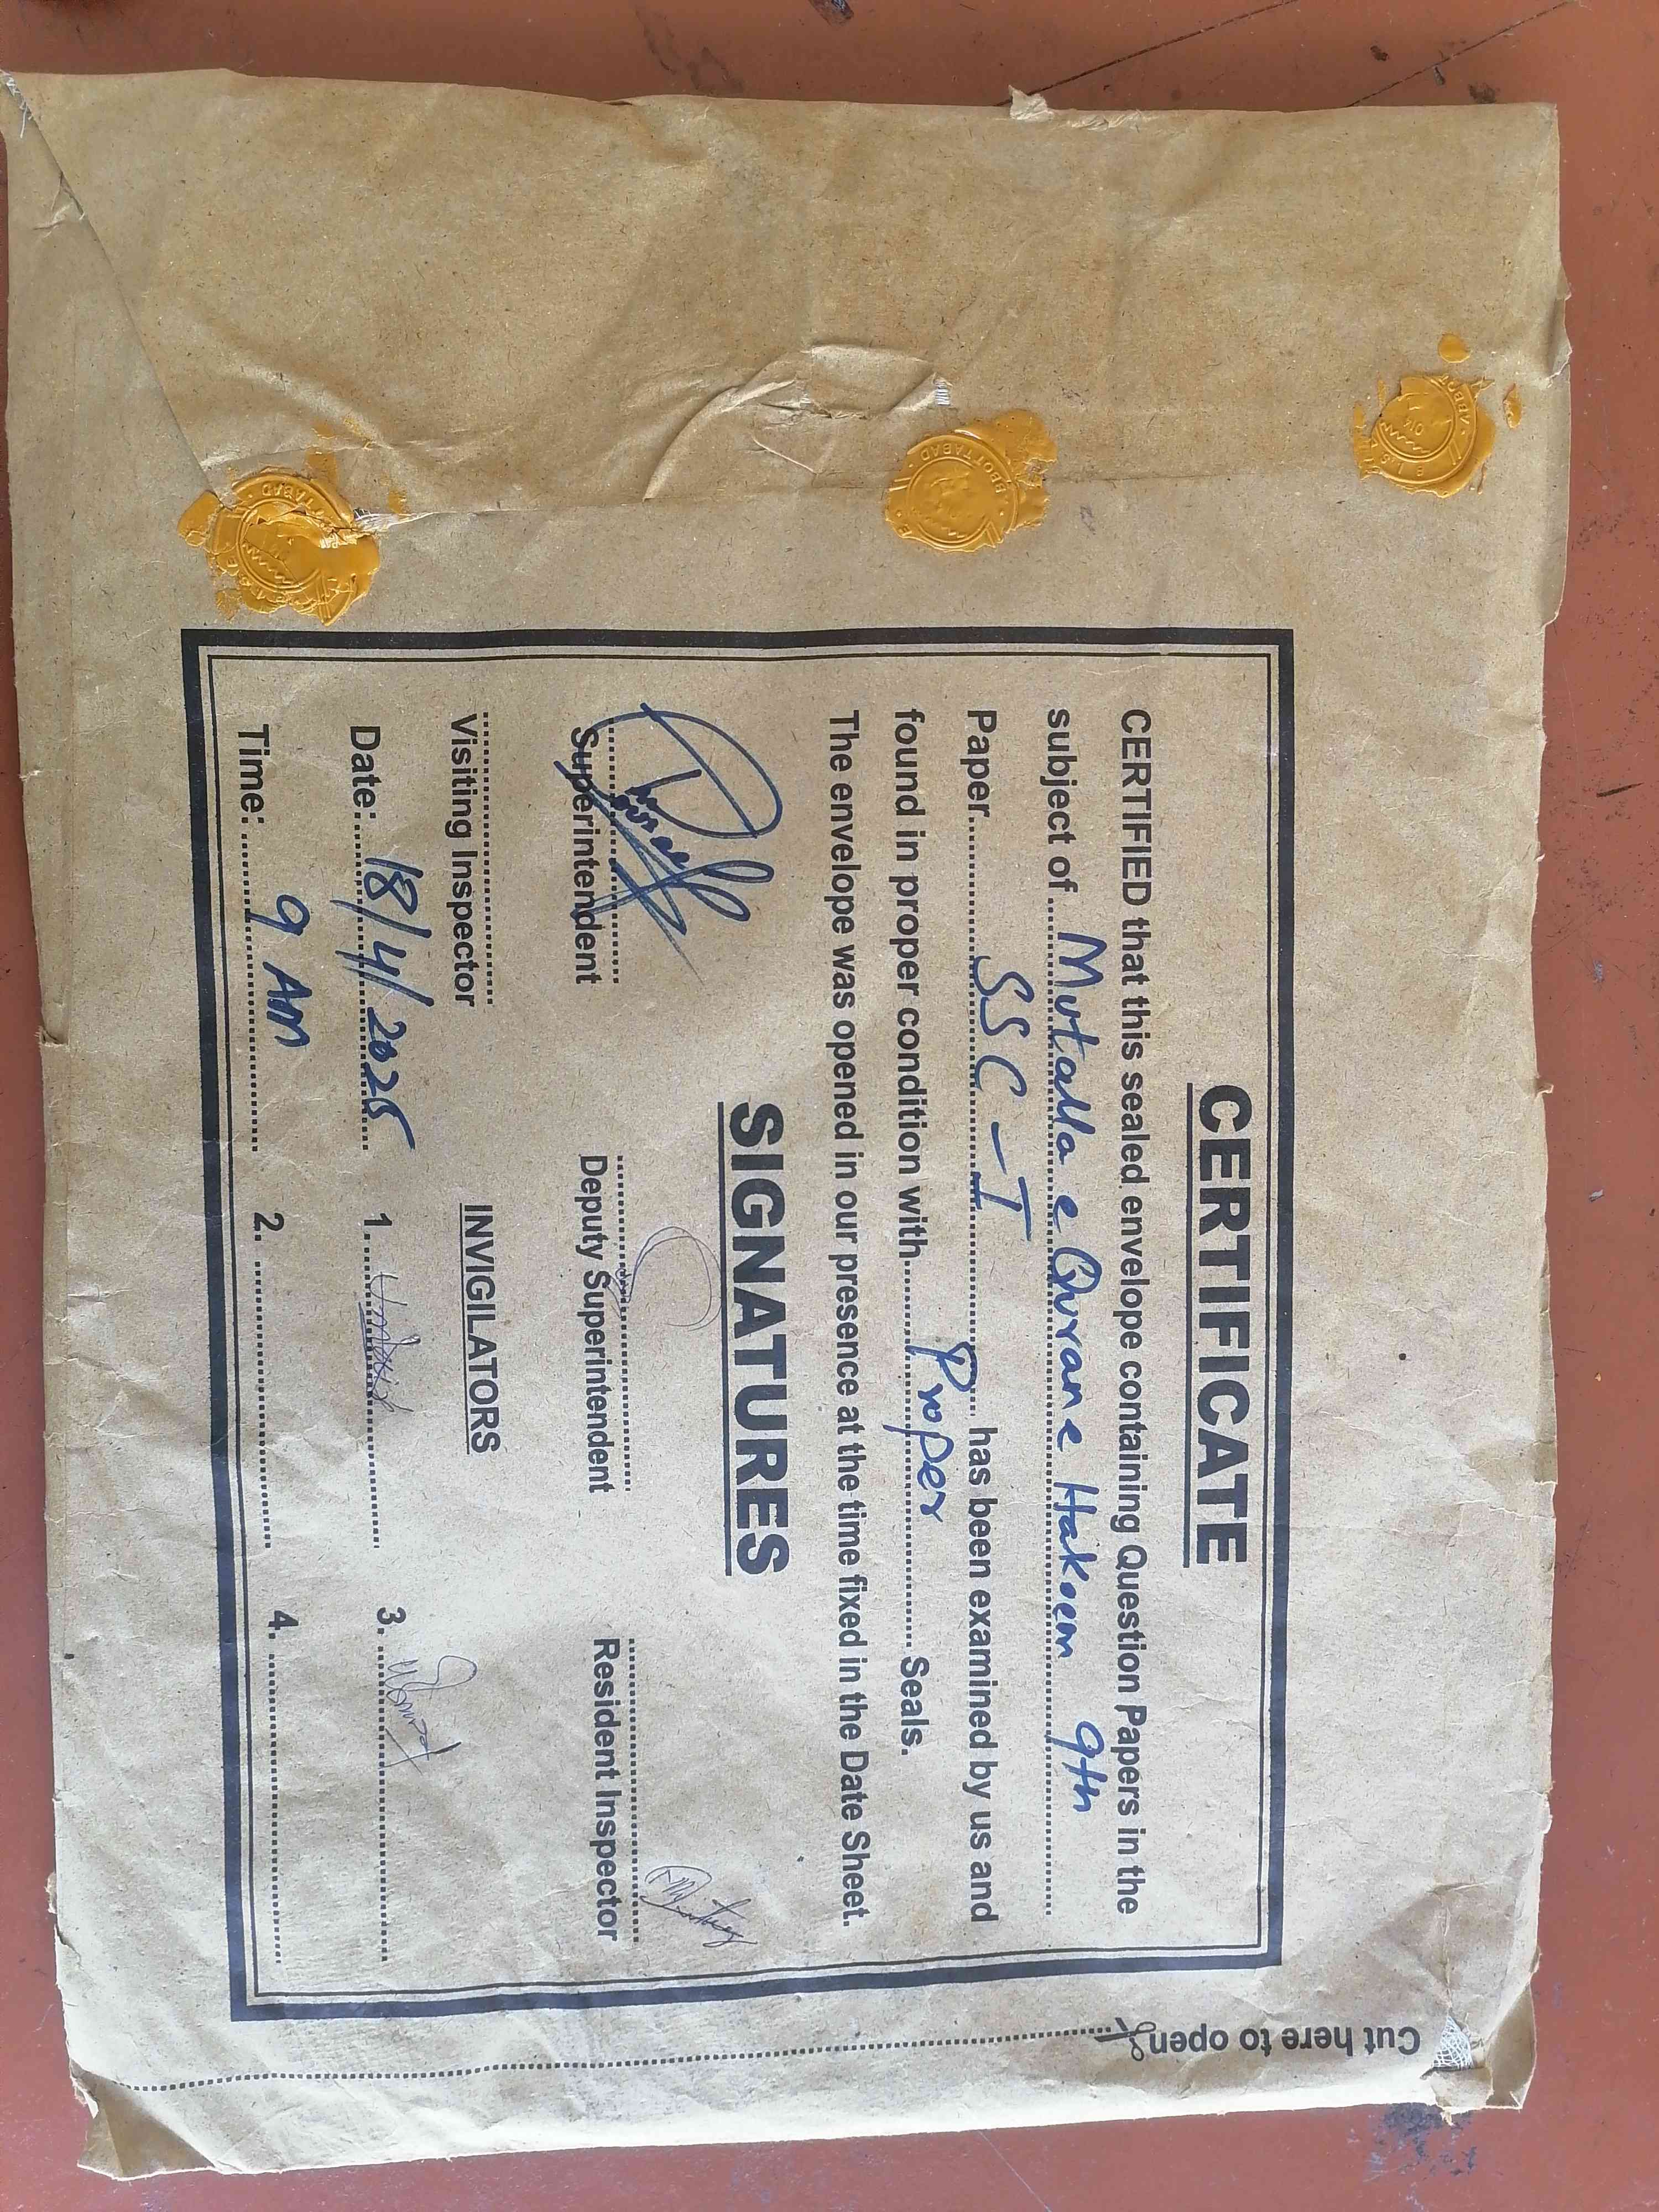 CERTIFICATE
CERTIFIED that this sealed envelope containing Question Papers in the
subject of Mutalla e Qurane Hakeem 9th
Paper SSC-I has been examined by us and
found in proper condition with Proper Seals.
The envelope was opened in our presence at the time fixed in the Date Sheet.
SIGNATURES
Superintendent Deputy Superintendent Resident Inspector
Visiting Inspector INVIGILATORS
Date: 18/4/2025 1. 3.
Time: 9 AM 2. 4.
Cut here to open